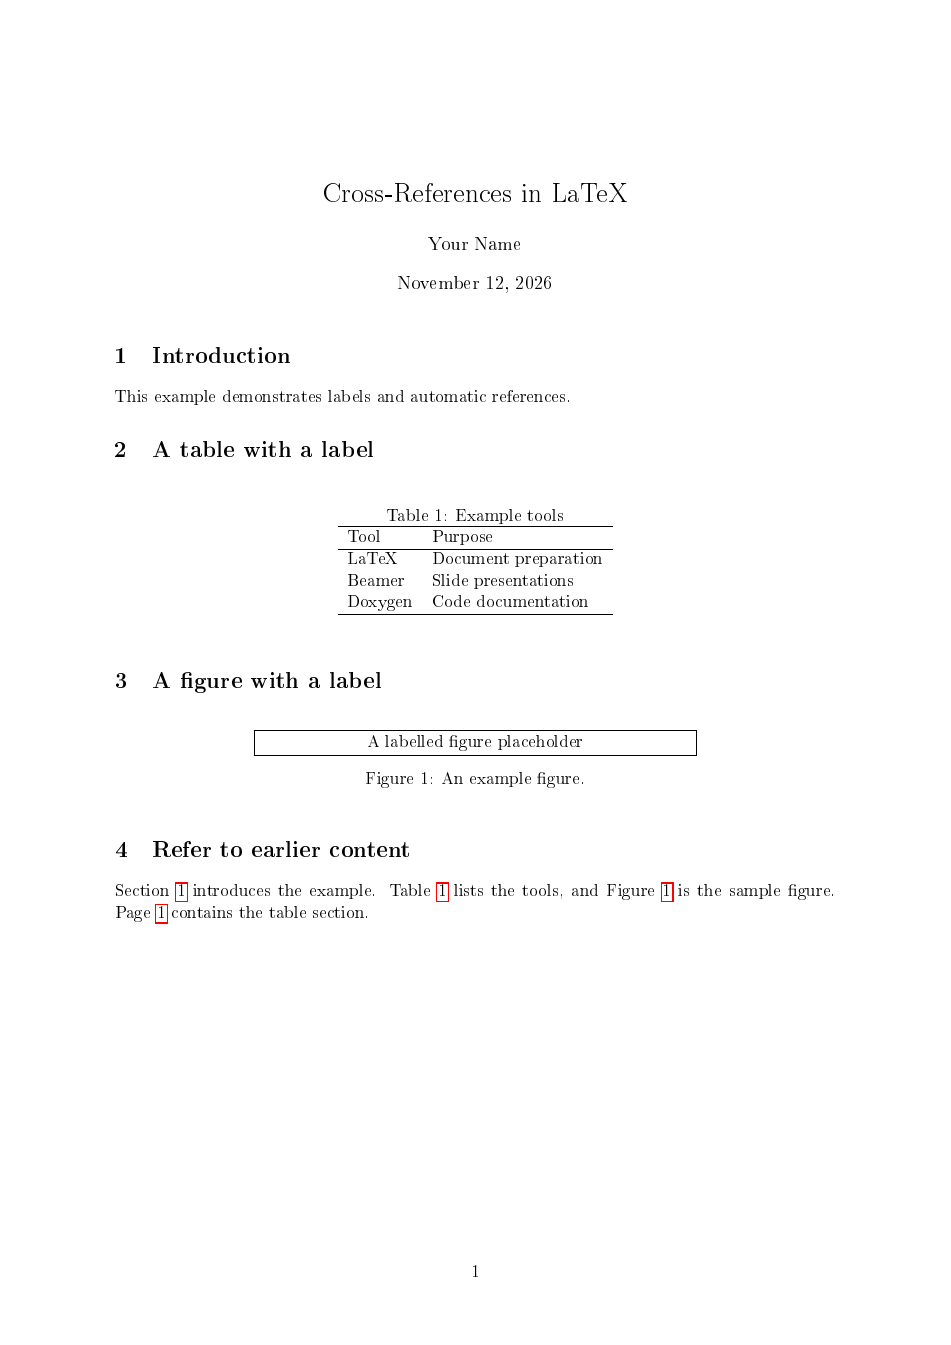 Cross-References in LaTeX
Your Name
November 12, 2026
1 Introduction
This example demonstrates labels and automatic references.
2 A table with a label
Table 1: Example tools
Tool Purpose
LaTeX Document preparation
Beamer Slide presentations
Doxygen Code documentation
3 A figure with a label
A labelled figure placeholder
Figure 1: An example figure.
4 Refer to earlier content
Section 1 introduces the example. Table 1 lists the tools, and Figure 1 is the sample figure.
Page 1 contains the table section.
1